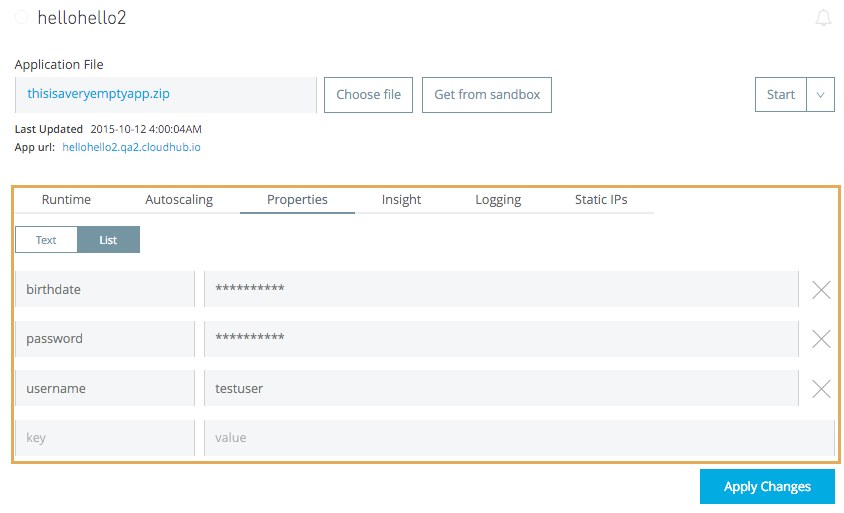 hellohello2
Application File
thisisaveryemptyapp.zip Choose file Get from sandbox Start
Last Updated 2015-10-12 4:00:04AM
App url: hellohello2.qa2.cloudhub.io
Runtime Autoscaling Properties Insight Logging Static IPs
Text List
birthdate **********
password **********
username testuser
key value
Apply Changes